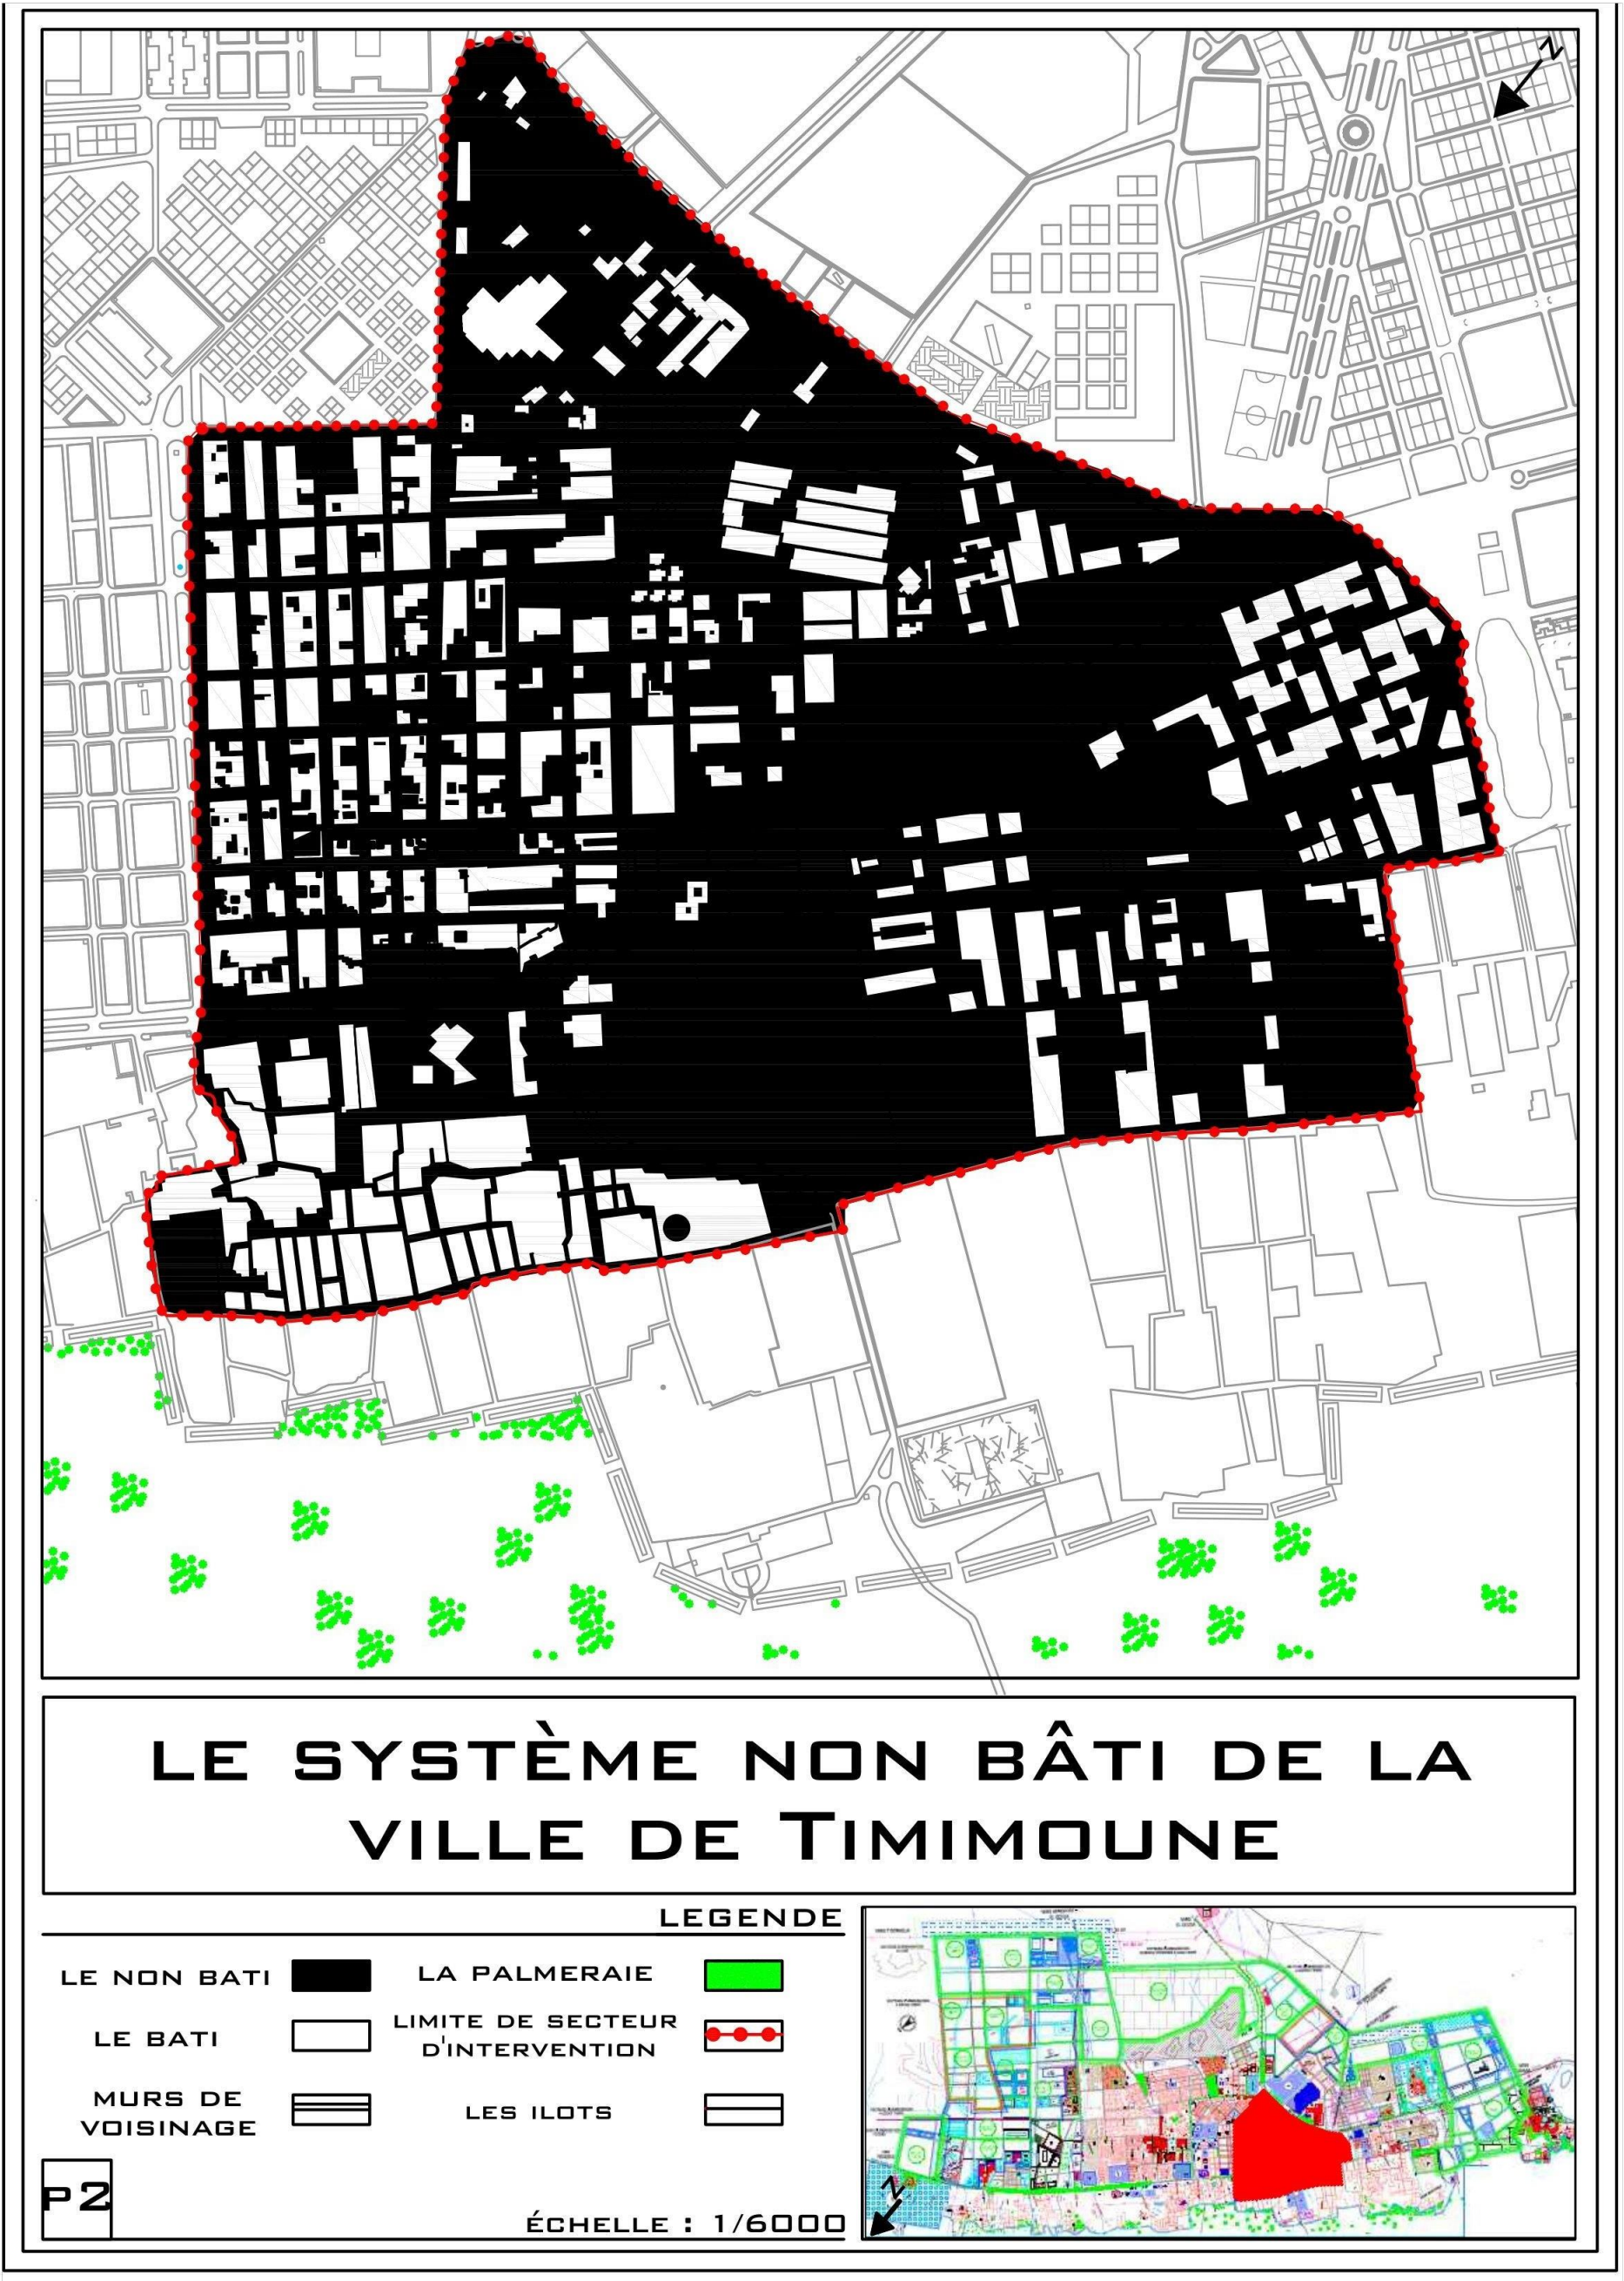 N
LE SYSTÈME NON BÂTI DE LA
VILLE DE TIMIMOUNE
LEGENDE
LE NON BATI
LA PALMERAIE
LE BATI
LIMITE DE SECTEUR
D'INTERVENTION
MURS DE
VOISINAGE
LES ILOTS
P2
ÉCHELLE : 1/6000
N